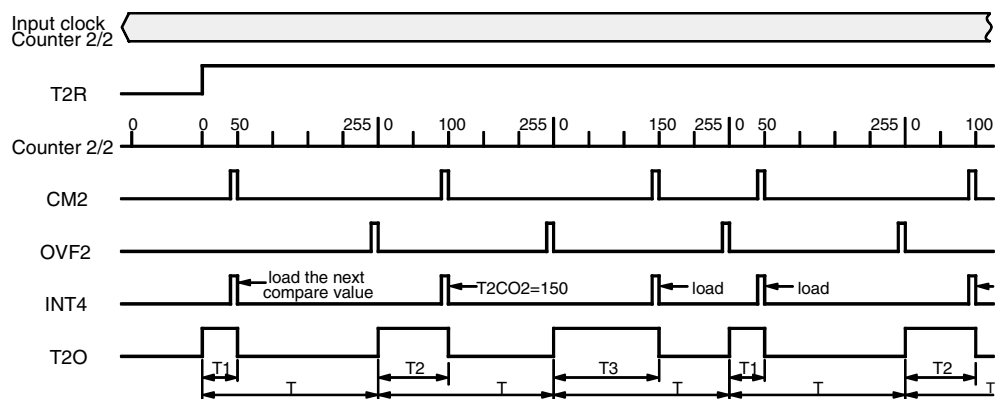 Input clock
Counter 2/2
T2R
0 0 50 255 0 100 255 0 150 255 0 50 255 0 100
Counter 2/2
CM2
OVF2
INT4
load the next
compare value
T2CO2=150
load
load
T2O
T1 T2 T3 T1 T2
T T T T T